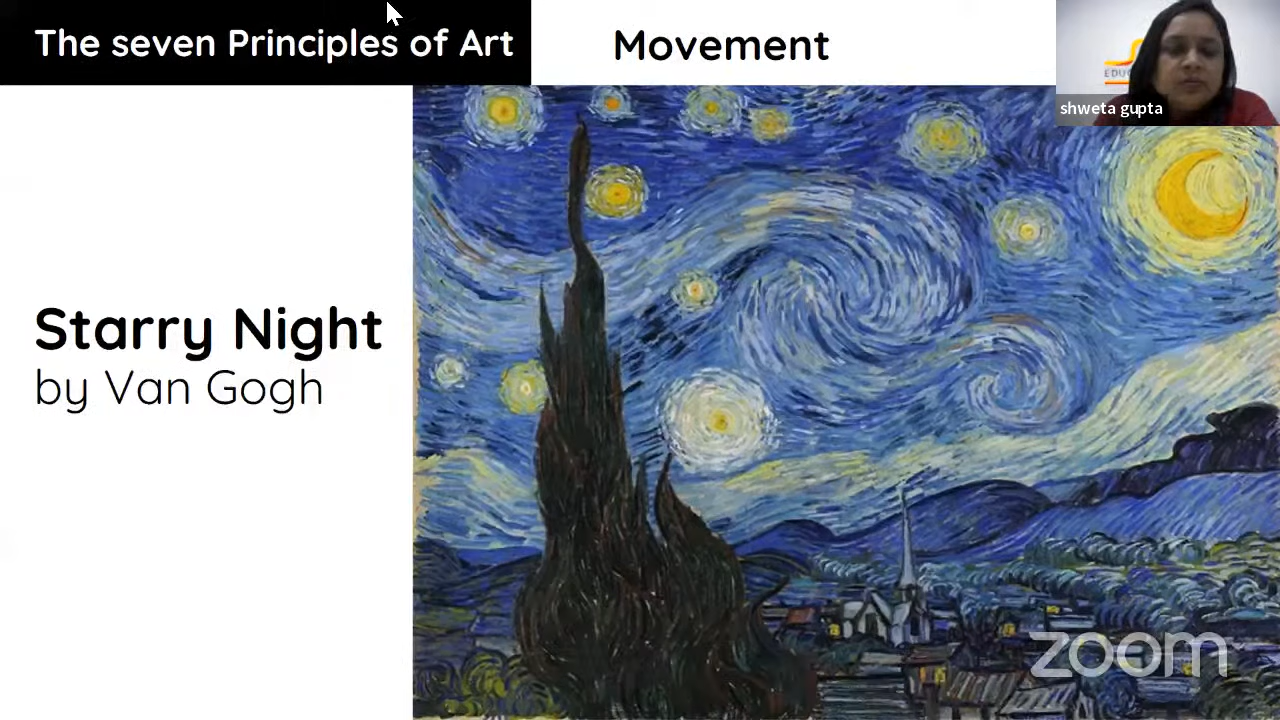 The seven Principles of Art
Movement
shweta gupta
Starry Night
by Van Gogh
zoom